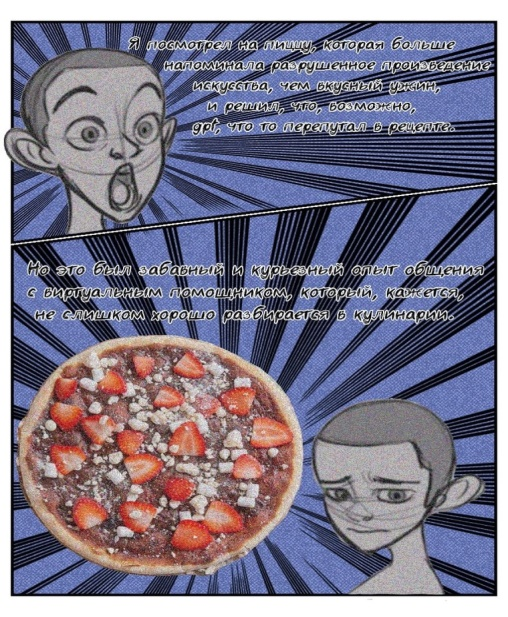 Я посмотрел на пиццу, которая больше
напоминала разрушенное произведение
искусства, чем вкусный ужин,
и решил, что, возможно,
gpt, что то перепутал в рецепте.
Но это был забавный и курьезный опыт общения
с виртуальным помощником, который, кажется,
не слишком хорошо разбирается в кулинарии.